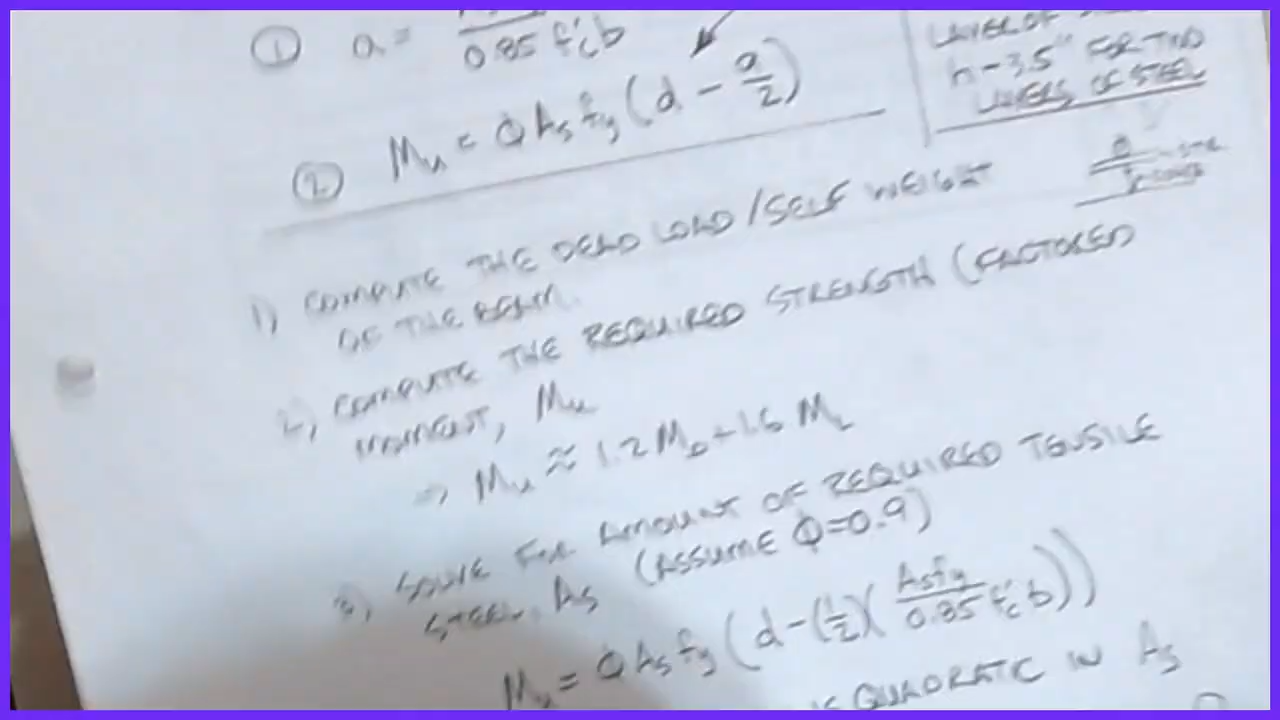 ① a = ——— 0.85 f'c b
② Mu = φ As fy (d - a/2)
LAYER OF
h - 3.5" FOR TWO
LAYERS OF STEEL
1) COMPUTE THE DEAD LOAD/SELF WEIGHT
OF THE BEAM.
2) COMPUTE THE REQUIRED STRENGTH (FACTORED
MOMENT, Mu
⇒ Mu ≈ 1.2 MD + 1.6 ML
3) SOLVE FOR AMOUNT OF REQUIRED TENSILE
STEEL, As (ASSUME φ=0.9)
Mu = φ As fy (d - (1/2)(As fy / 0.85 f'c b))
IS QUADRATIC IN As